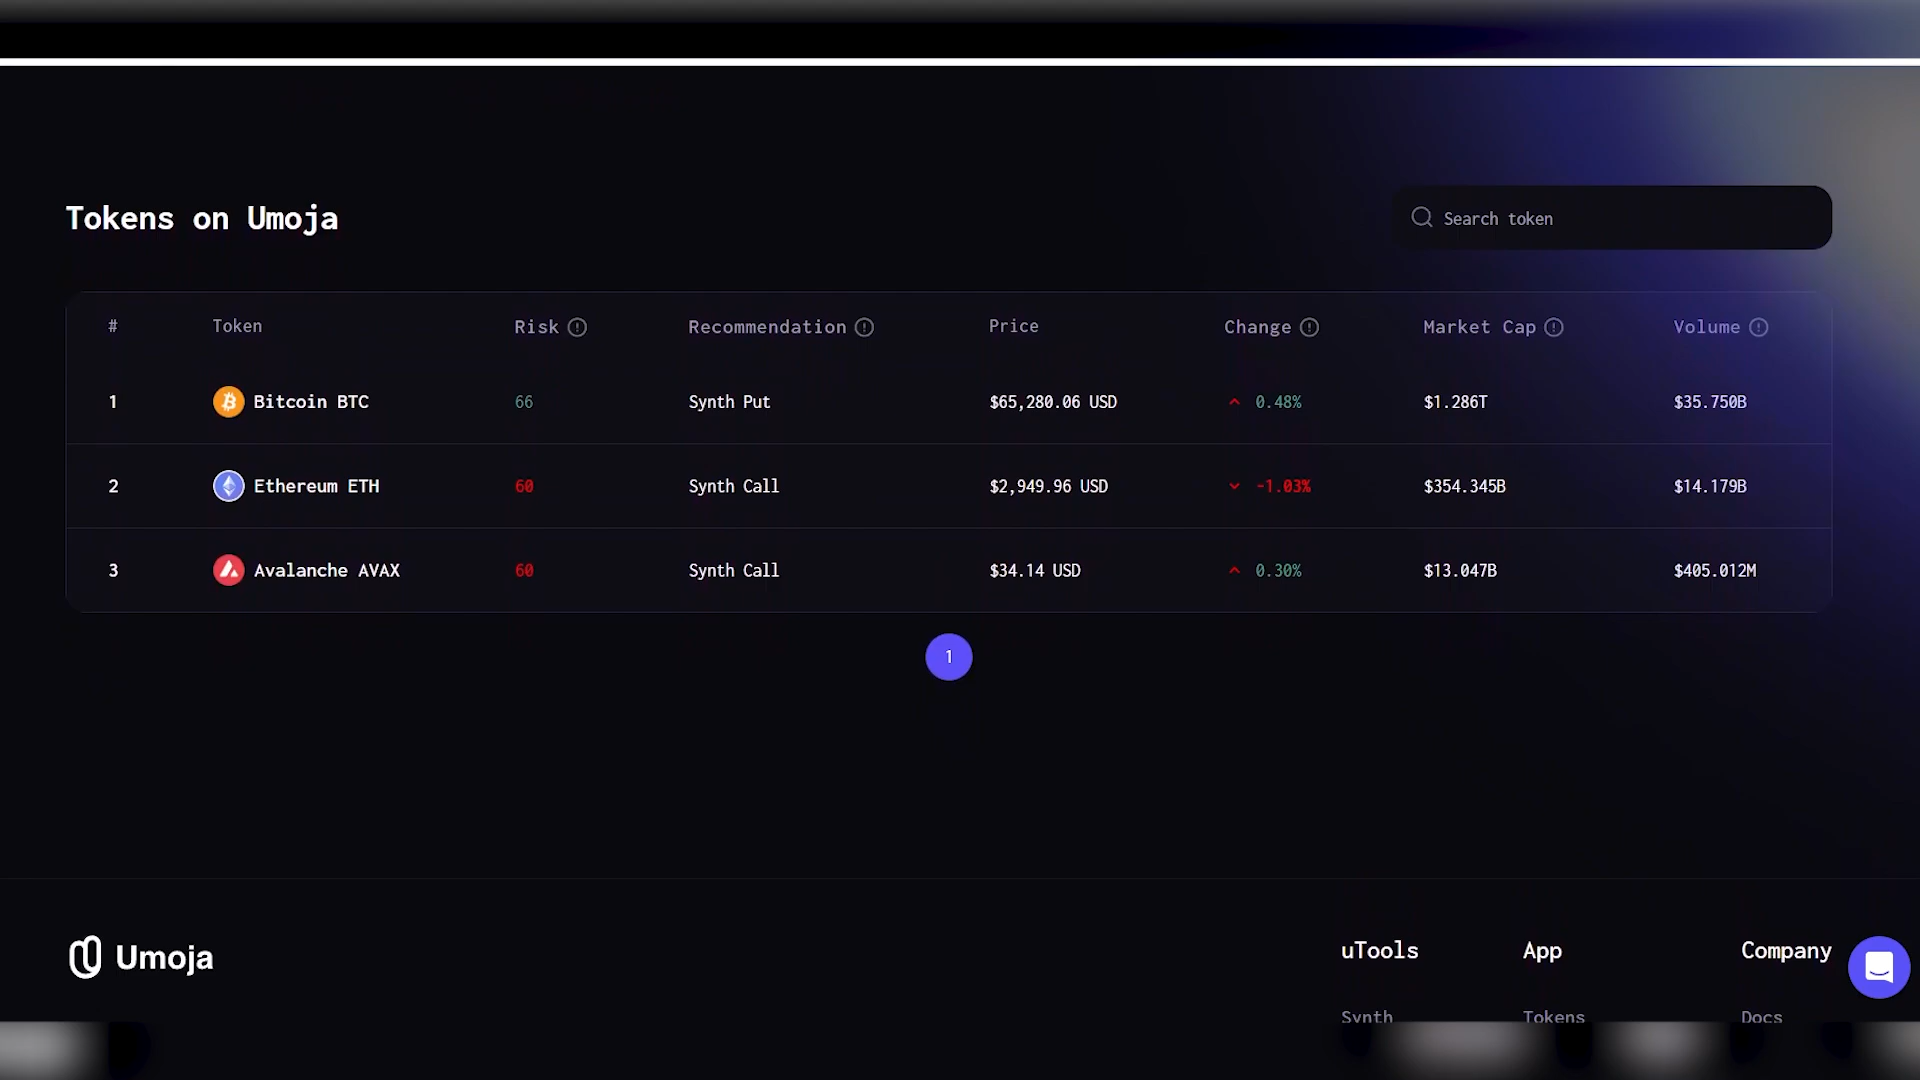 Tokens on Umoja
Search token
# Token Risk Recommendation Price Change Market Cap Volume
1 Bitcoin BTC 66 Synth Put $65,280.06 USD 0.48% $1.286T $35.750B
2 Ethereum ETH 60 Synth Call $2,949.96 USD -1.03% $354.345B $14.179B
3 Avalanche AVAX 60 Synth Call $34.14 USD 0.30% $13.047B $405.012M
1
Umoja
uTools App Company
Synth Tokens Docs